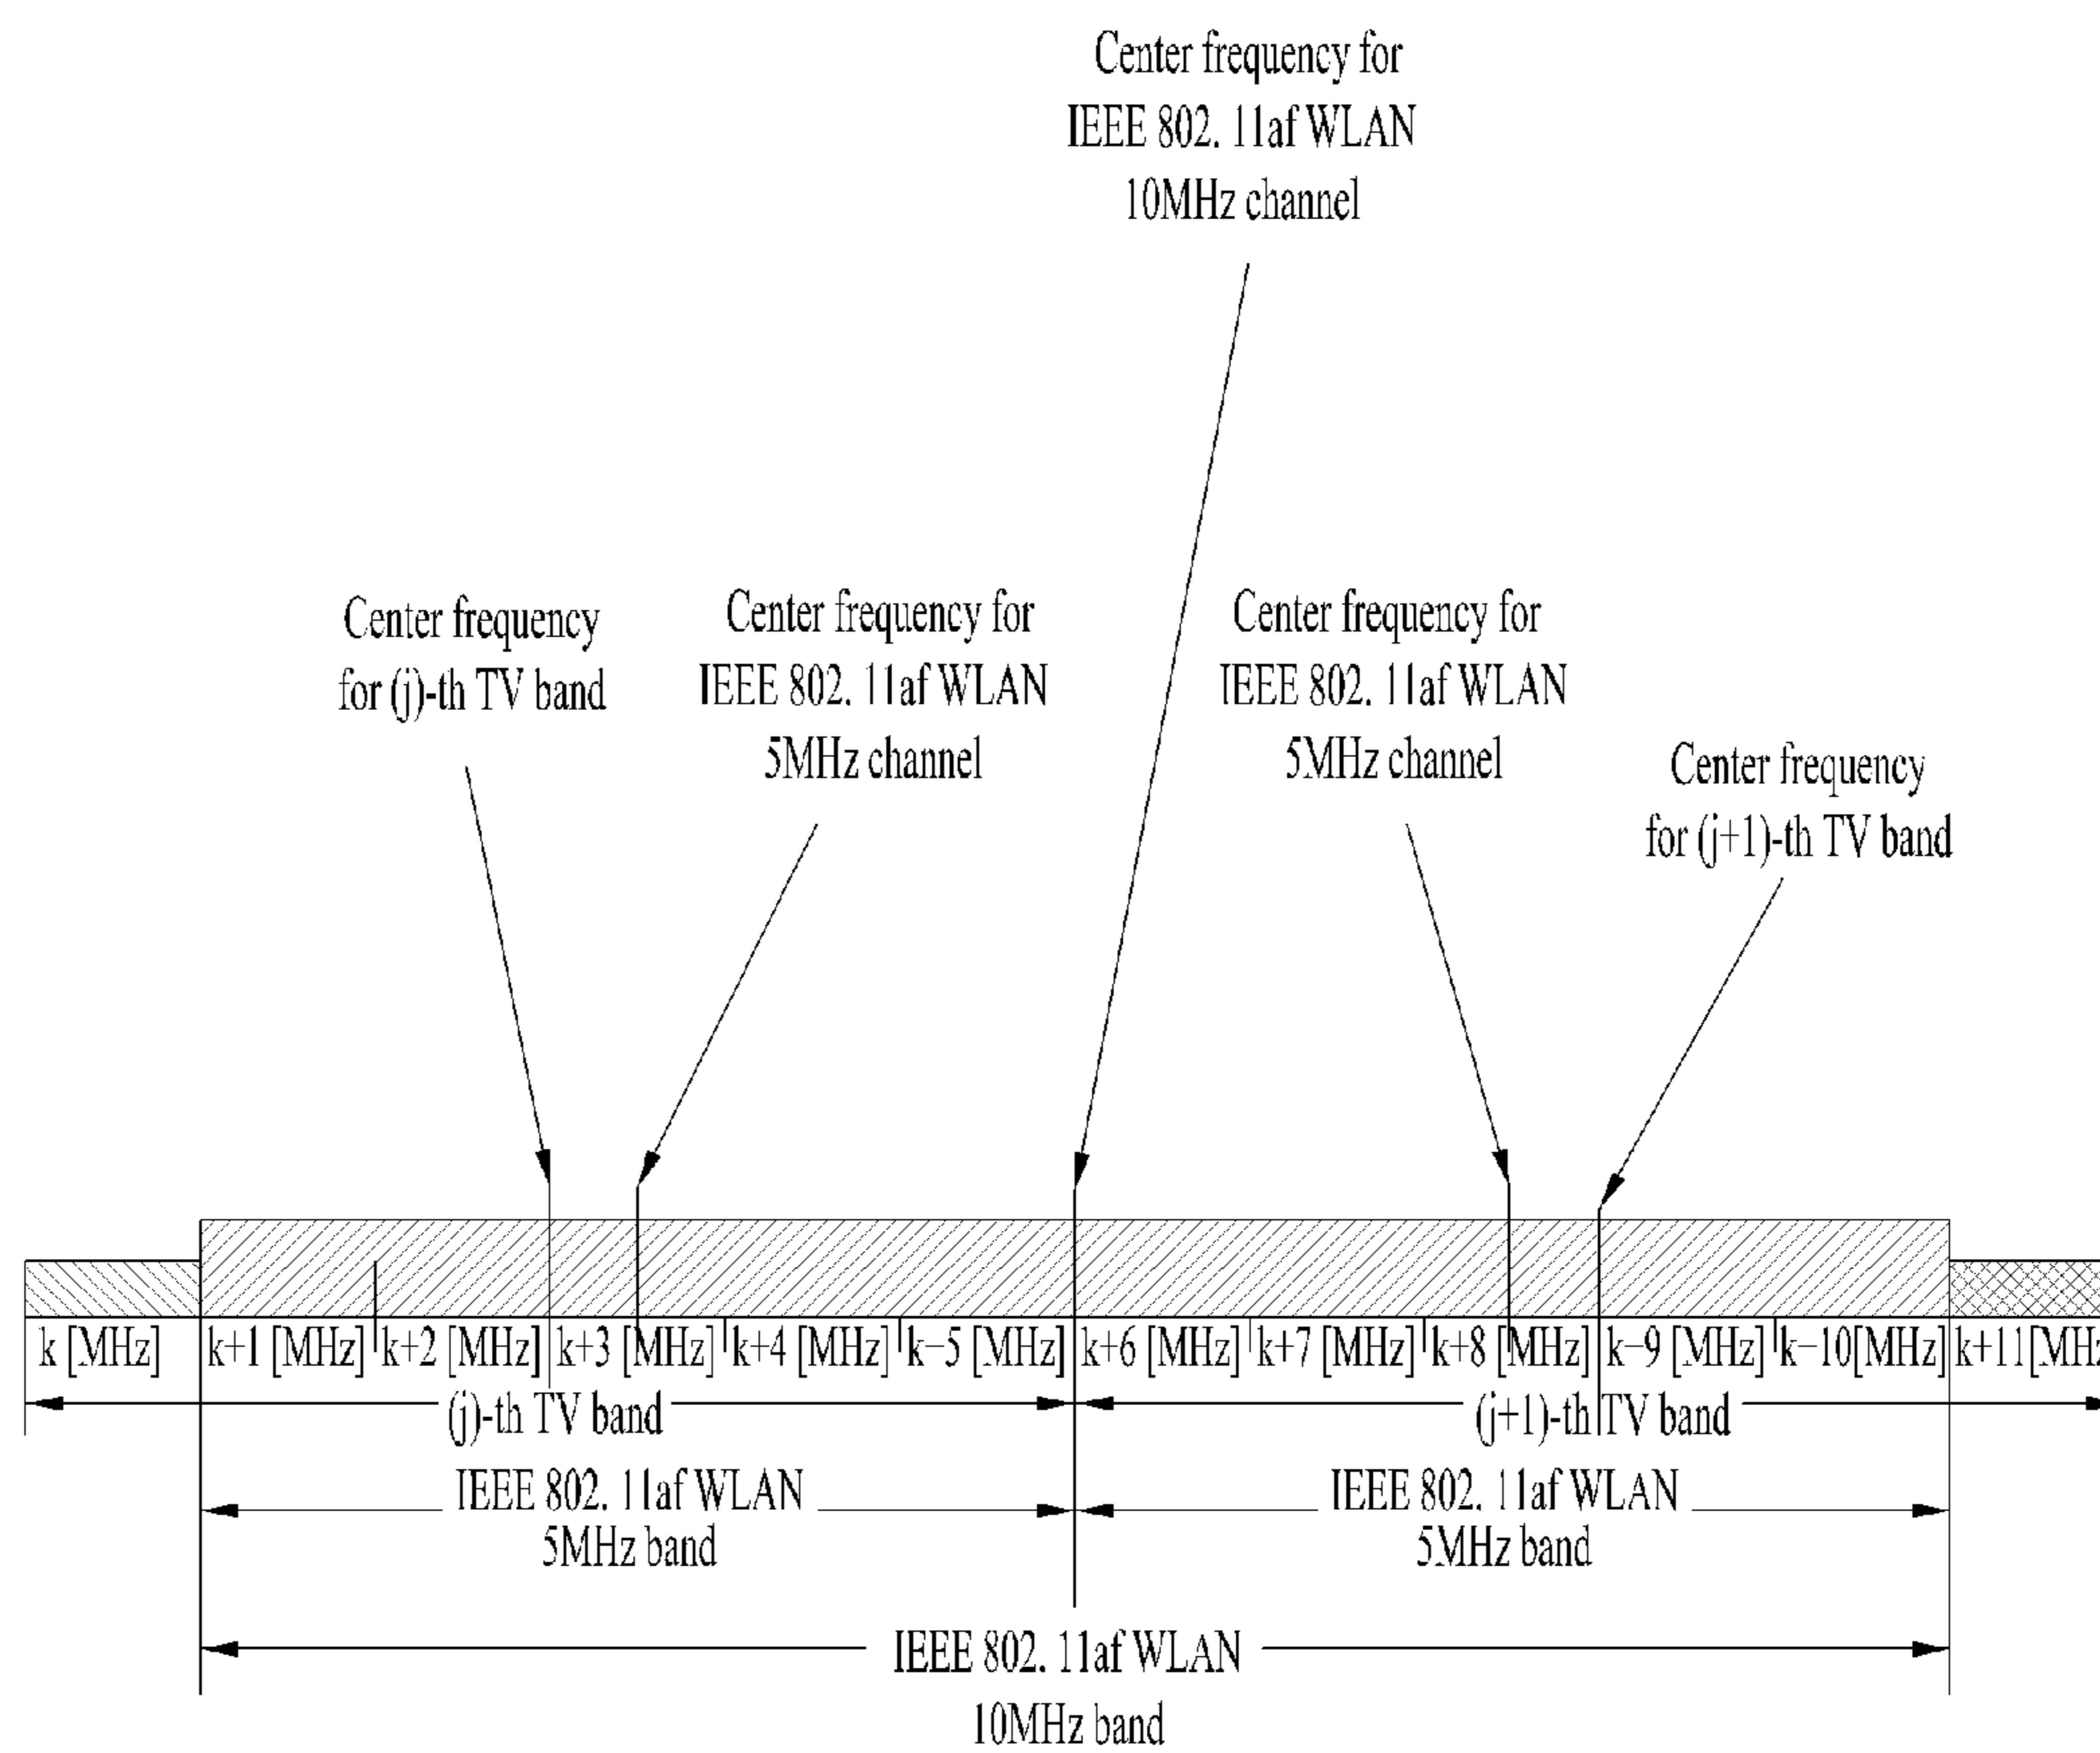 Center frequency for
IEEE 802. 11af WLAN
10MHz channel
Center frequency
for (j)-th TV band
Center frequency for
IEEE 802. 11af WLAN
5MHz channel
Center frequency for
IEEE 802. 11af WLAN
5MHz channel
Center frequency
for (j+1)-th TV band
k [MHz] k+1 [MHz] k+2 [MHz] k+3 [MHz] k+4 [MHz] k−5 [MHz] k+6 [MHz] k+7 [MHz] k+8 [MHz] k−9 [MHz] k−10[MHz] k+11[MHz
(j)-th TV band (j+1)-th TV band
IEEE 802. 11af WLAN
5MHz band
IEEE 802. 11af WLAN
5MHz band
IEEE 802. 11af WLAN
10MHz band